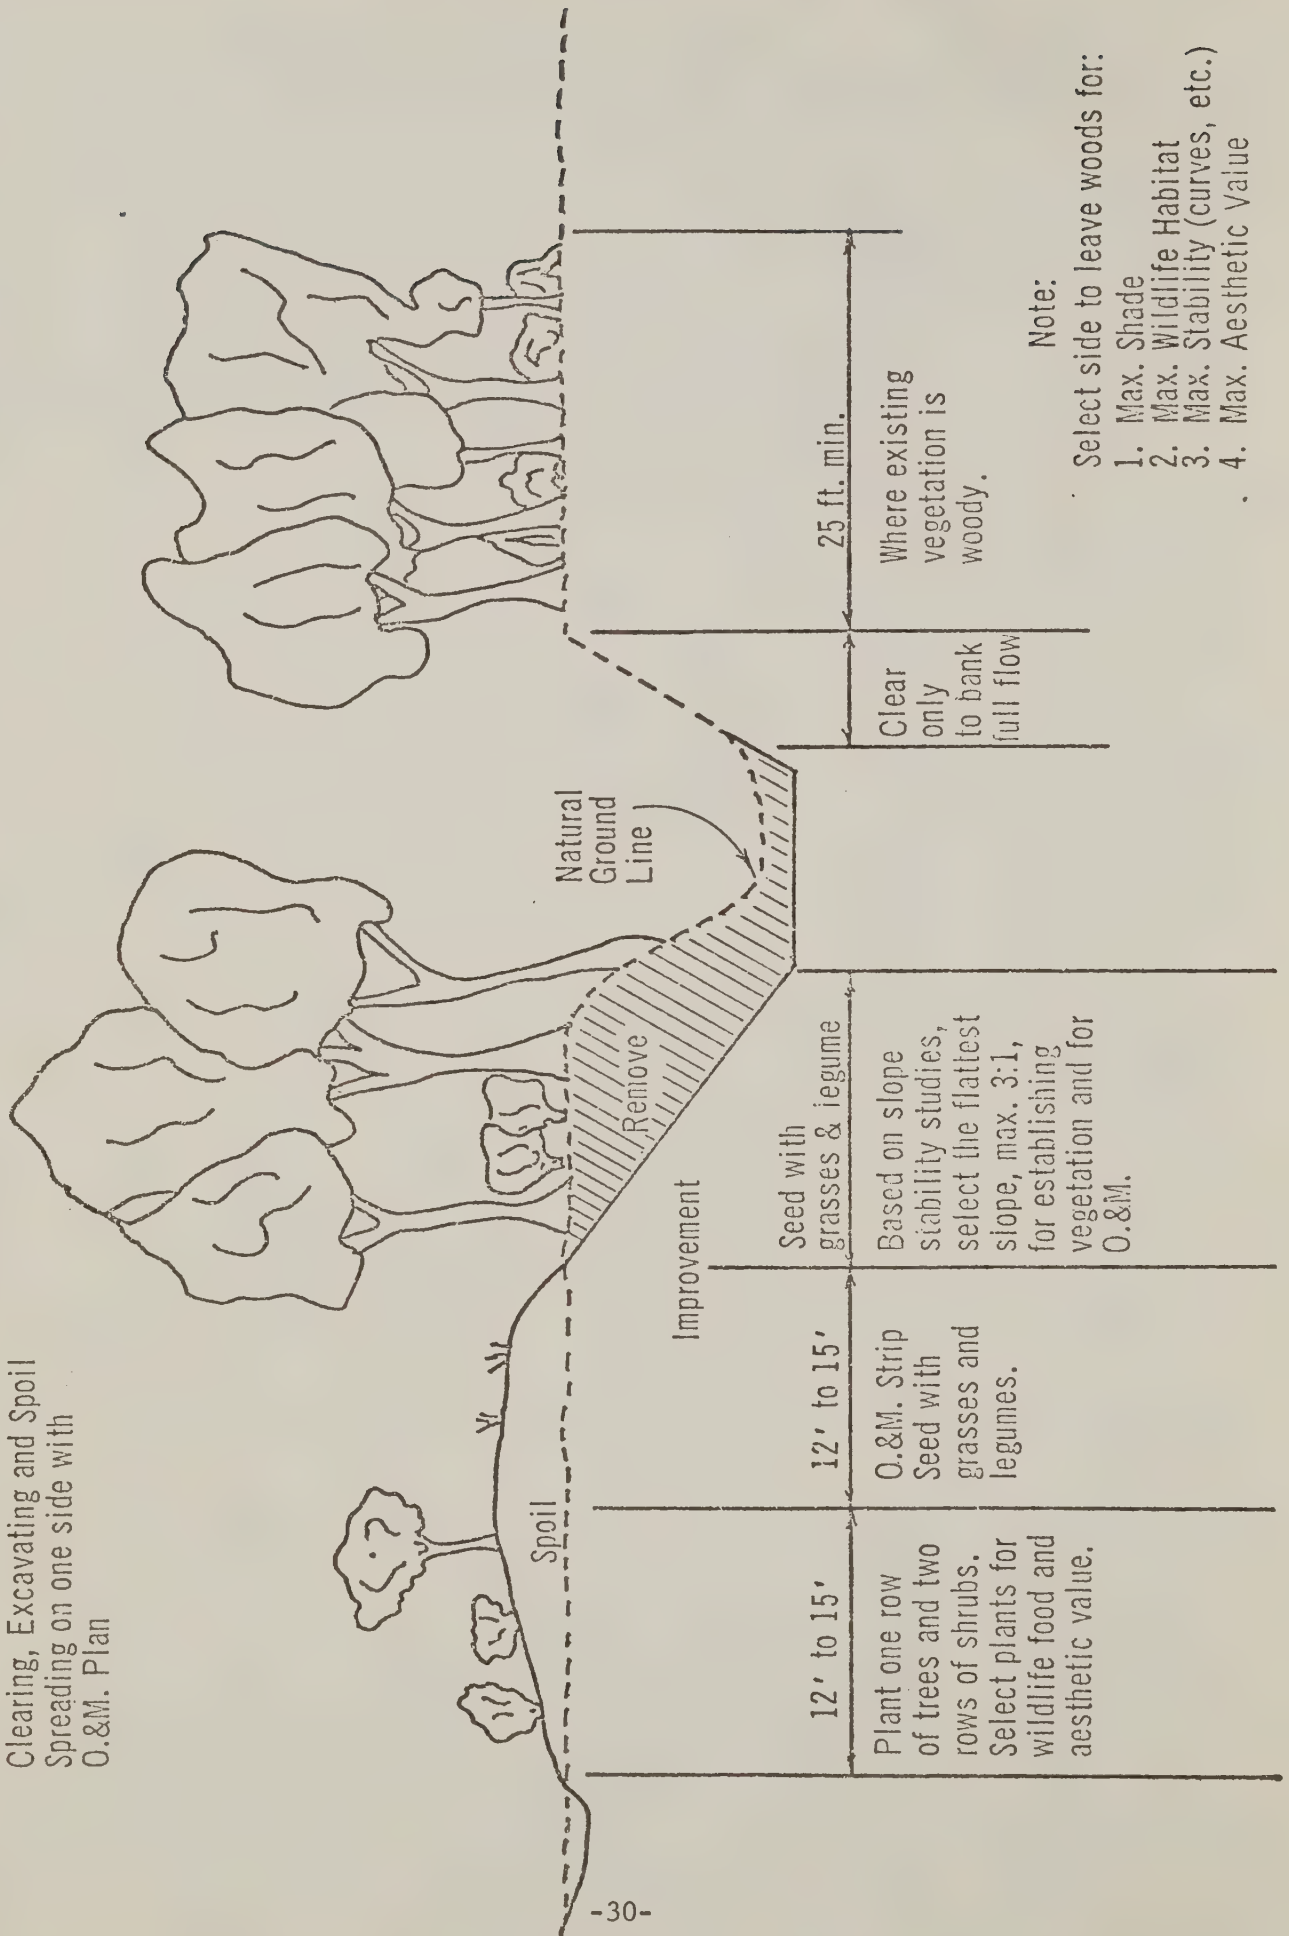 Clearing, Excavating and Spoil
Spreading on one side with
O.&M. Plan
Natural
Ground
Line
Remove
Spoil
Improvement
12' to 15'
Plant one row
of trees and two
rows of shrubs.
Select plants for
wildlife food and
aesthetic value.
12' to 15'
O.&M. Strip
Seed with
grasses and
legumes.
Seed with
grasses & legume
Based on slope
stability studies,
select the flattest
slope, max. 3:1,
for establishing
vegetation and for
O.&M.
Clear
only
to bank
full flow
25 ft. min.
Where existing
vegetation is
woody.
Note:
Select side to leave woods for:
1. Max. Shade
2. Max. Wildlife Habitat
3. Max. Stability (curves, etc.)
4. Max. Aesthetic Value
-30-